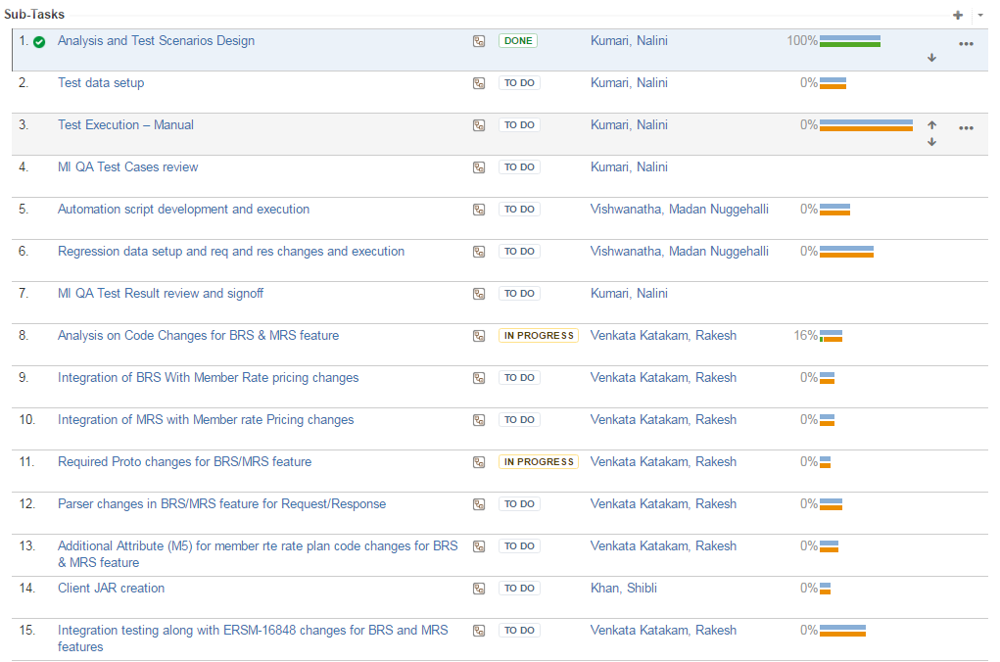 Sub-Tasks
1. Analysis and Test Scenarios Design DONE Kumari, Nalini 100%
2. Test data setup TO DO Kumari, Nalini 0%
3. Test Execution – Manual TO DO Kumari, Nalini 0%
4. MI QA Test Cases review TO DO Kumari, Nalini
5. Automation script development and execution TO DO Vishwanatha, Madan Nuggehalli 0%
6. Regression data setup and req and res changes and execution TO DO Vishwanatha, Madan Nuggehalli 0%
7. MI QA Test Result review and signoff TO DO Kumari, Nalini
8. Analysis on Code Changes for BRS & MRS feature IN PROGRESS Venkata Katakam, Rakesh 16%
9. Integration of BRS With Member Rate pricing changes TO DO Venkata Katakam, Rakesh 0%
10. Integration of MRS with Member rate Pricing changes TO DO Venkata Katakam, Rakesh 0%
11. Required Proto changes for BRS/MRS feature IN PROGRESS Venkata Katakam, Rakesh 0%
12. Parser changes in BRS/MRS feature for Request/Response TO DO Venkata Katakam, Rakesh 0%
13. Additional Attribute (M5) for member rte rate plan code changes for BRS TO DO Venkata Katakam, Rakesh 0%
& MRS feature
14. Client JAR creation TO DO Khan, Shibli 0%
15. Integration testing along with ERSM-16848 changes for BRS and MRS TO DO Venkata Katakam, Rakesh 0%
features